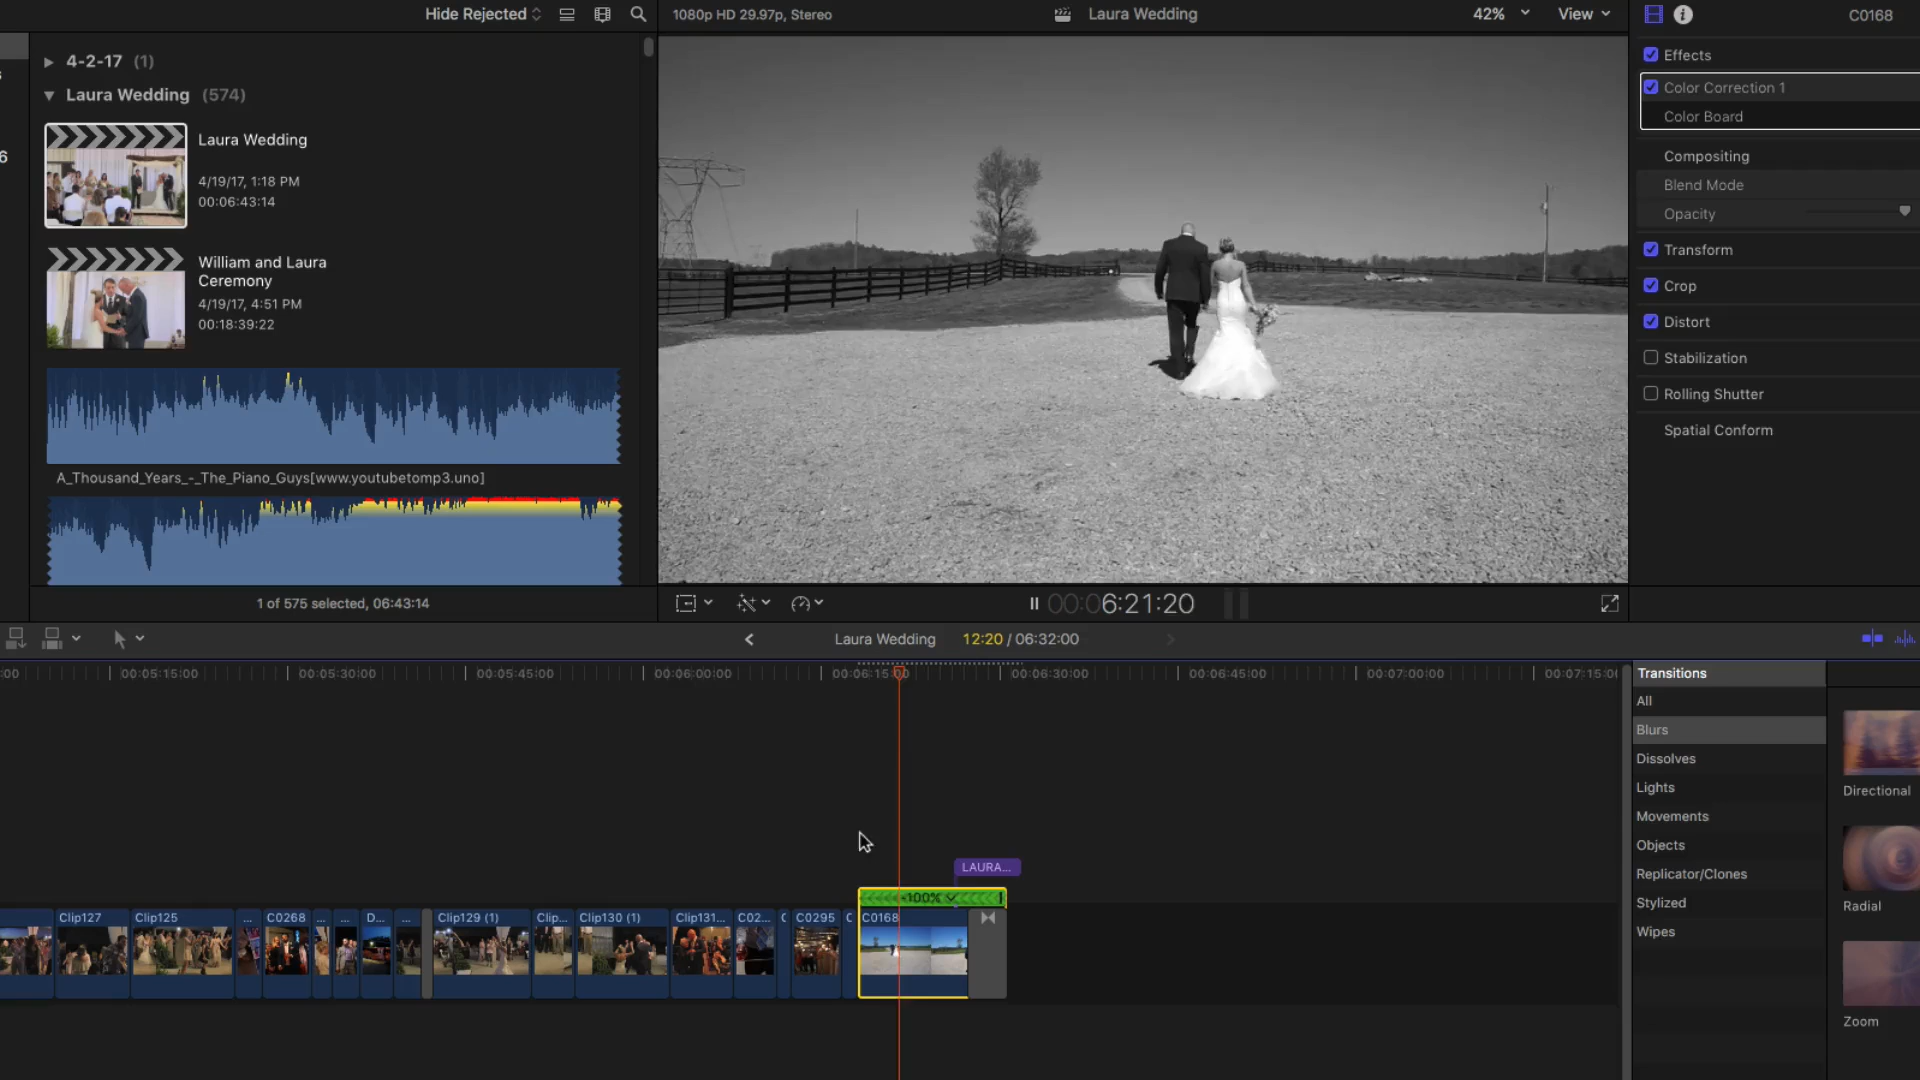 Hide Rejected
1080p HD 29.97p, Stereo
Laura Wedding
42%
View
C0168
4-2-17 (1)
Laura Wedding (574)
Laura Wedding
4/19/17, 1:18 PM
00:06:43:14
William and Laura
Ceremony
4/19/17, 4:51 PM
00:18:39:22
A_Thousand_Years_-_The_Piano_Guys[www.youtubetomp3.uno]
1 of 575 selected, 06:43:14
6
Effects
Color Correction 1
Color Board
Compositing
Blend Mode
Opacity
Transform
Crop
Distort
Stabilization
Rolling Shutter
Spatial Conform
00:06:21:20
Laura Wedding
12:20 / 06:32:00
:00
00:05:15:00
00:05:30:00
00:05:45:00
00:06:00:00
00:06:15:00
00:06:30:00
00:06:45:00
00:07:00:00
00:07:15:0
LAURA...
-100%
Clip127
Clip125
...
C0268
...
...
D...
...
Clip129 (1)
Clip...
Clip130 (1)
Clip131...
C02...
C
C0295
C
C0168
Transitions
All
Blurs
Dissolves
Lights
Movements
Objects
Replicator/Clones
Stylized
Wipes
Directional
Radial
Zoom